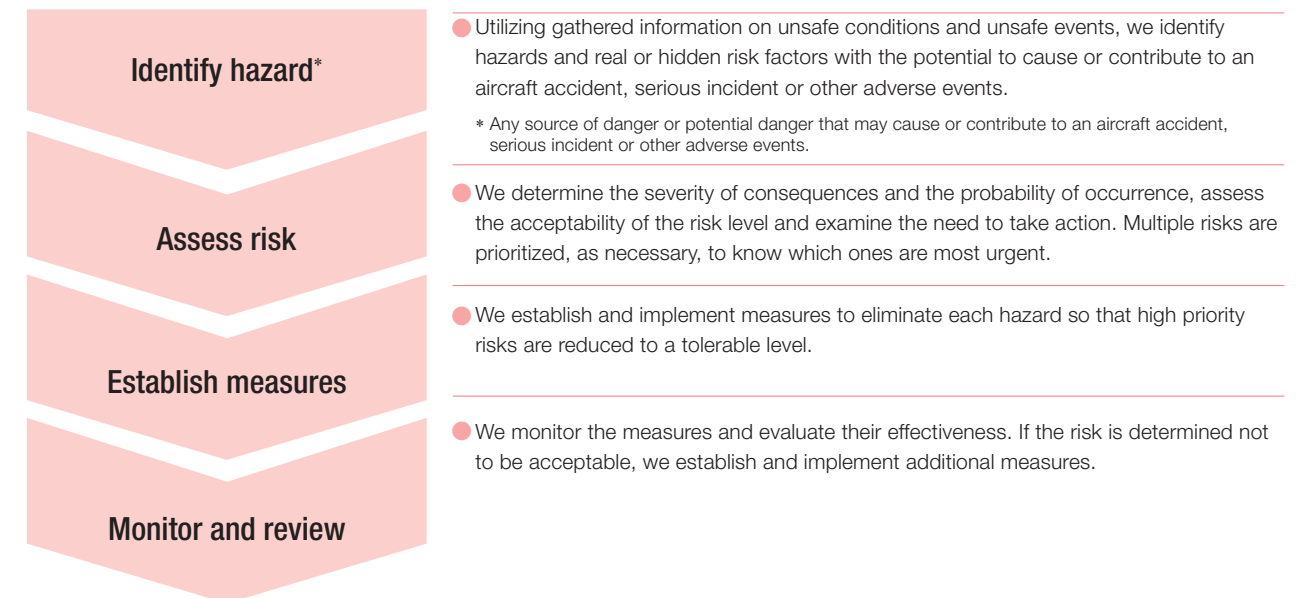 Identify hazard*
● Utilizing gathered information on unsafe conditions and unsafe events, we identify
hazards and real or hidden risk factors with the potential to cause or contribute to an
aircraft accident, serious incident or other adverse events.
* Any source of danger or potential danger that may cause or contribute to an aircraft accident,
serious incident or other adverse events.
Assess risk
● We determine the severity of consequences and the probability of occurrence, assess
the acceptability of the risk level and examine the need to take action. Multiple risks are
prioritized, as necessary, to know which ones are most urgent.
Establish measures
● We establish and implement measures to eliminate each hazard so that high priority
risks are reduced to a tolerable level.
Monitor and review
● We monitor the measures and evaluate their effectiveness. If the risk is determined not
to be acceptable, we establish and implement additional measures.